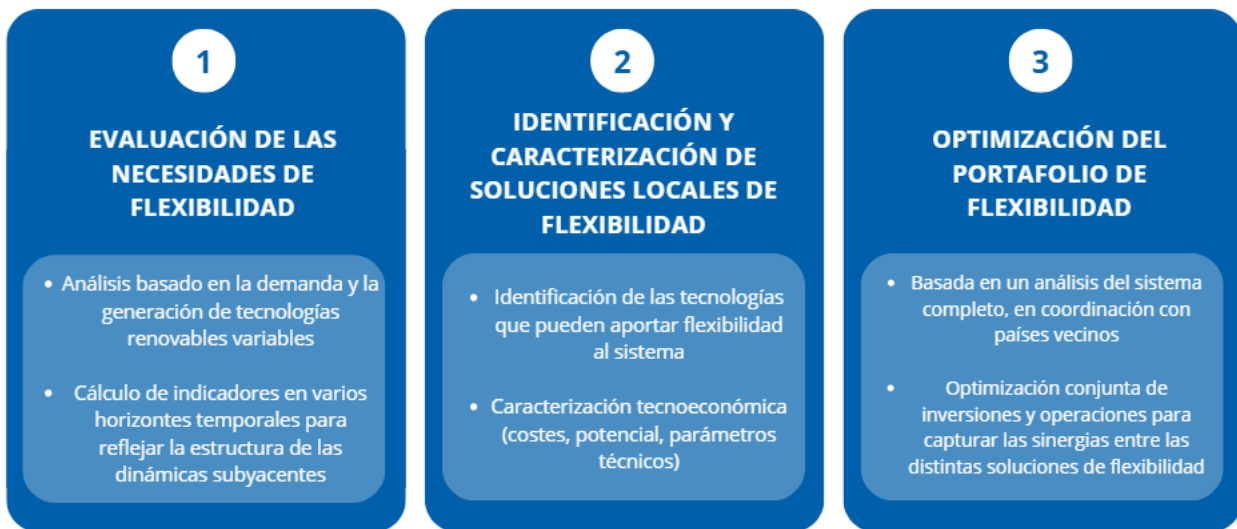 1
EVALUACIÓN DE LAS
NECESIDADES DE
FLEXIBILIDAD
• Análisis basado en la demanda y la
generación de tecnologías
renovables variables
• Cálculo de indicadores en varios
horizontes temporales para
reflejar la estructura de las
dinámicas subyacentes
2
IDENTIFICACIÓN Y
CARACTERIZACIÓN DE
SOLUCIONES LOCALES DE
FLEXIBILIDAD
• Identificación de las tecnologías
que pueden aportar flexibilidad
al sistema
• Caracterización tecnoeconómica
(costes, potencial, parámetros
técnicos)
3
OPTIMIZACIÓN DEL
PORTAFOLIO DE
FLEXIBILIDAD
• Basada en un análisis del sistema
completo, en coordinación con
países vecinos
• Optimización conjunta de
inversiones y operaciones para
capturar las sinergias entre las
distintas soluciones de flexibilidad